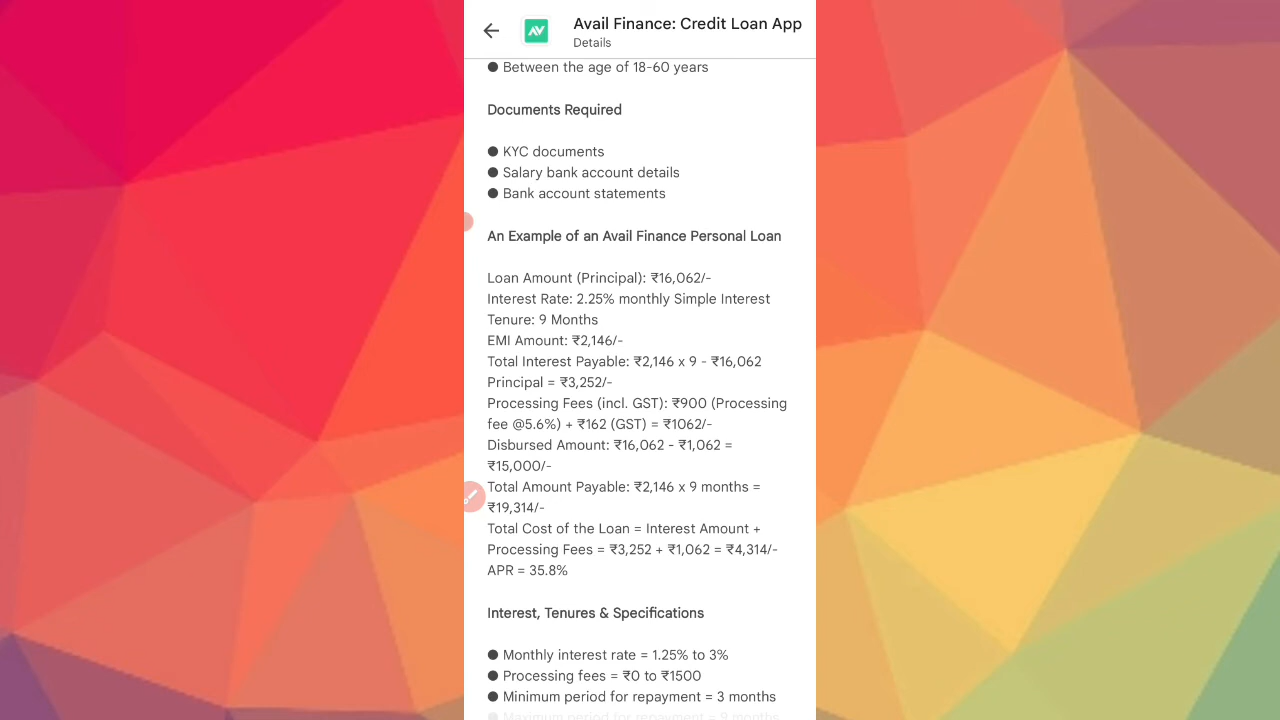 Avail Finance: Credit Loan App
Details
● Between the age of 18-60 years
Documents Required
● KYC documents
● Salary bank account details
● Bank account statements
An Example of an Avail Finance Personal Loan
Loan Amount (Principal): ₹16,062/-
Interest Rate: 2.25% monthly Simple Interest
Tenure: 9 Months
EMI Amount: ₹2,146/-
Total Interest Payable: ₹2,146 x 9 - ₹16,062
Principal = ₹3,252/-
Processing Fees (incl. GST): ₹900 (Processing
fee @5.6%) + ₹162 (GST) = ₹1062/-
Disbursed Amount: ₹16,062 - ₹1,062 =
₹15,000/-
Total Amount Payable: ₹2,146 x 9 months =
₹19,314/-
Total Cost of the Loan = Interest Amount +
Processing Fees = ₹3,252 + ₹1,062 = ₹4,314/-
APR = 35.8%
Interest, Tenures & Specifications
● Monthly interest rate = 1.25% to 3%
● Processing fees = ₹0 to ₹1500
● Minimum period for repayment = 3 months
● Maximum period for repayment = 9 months